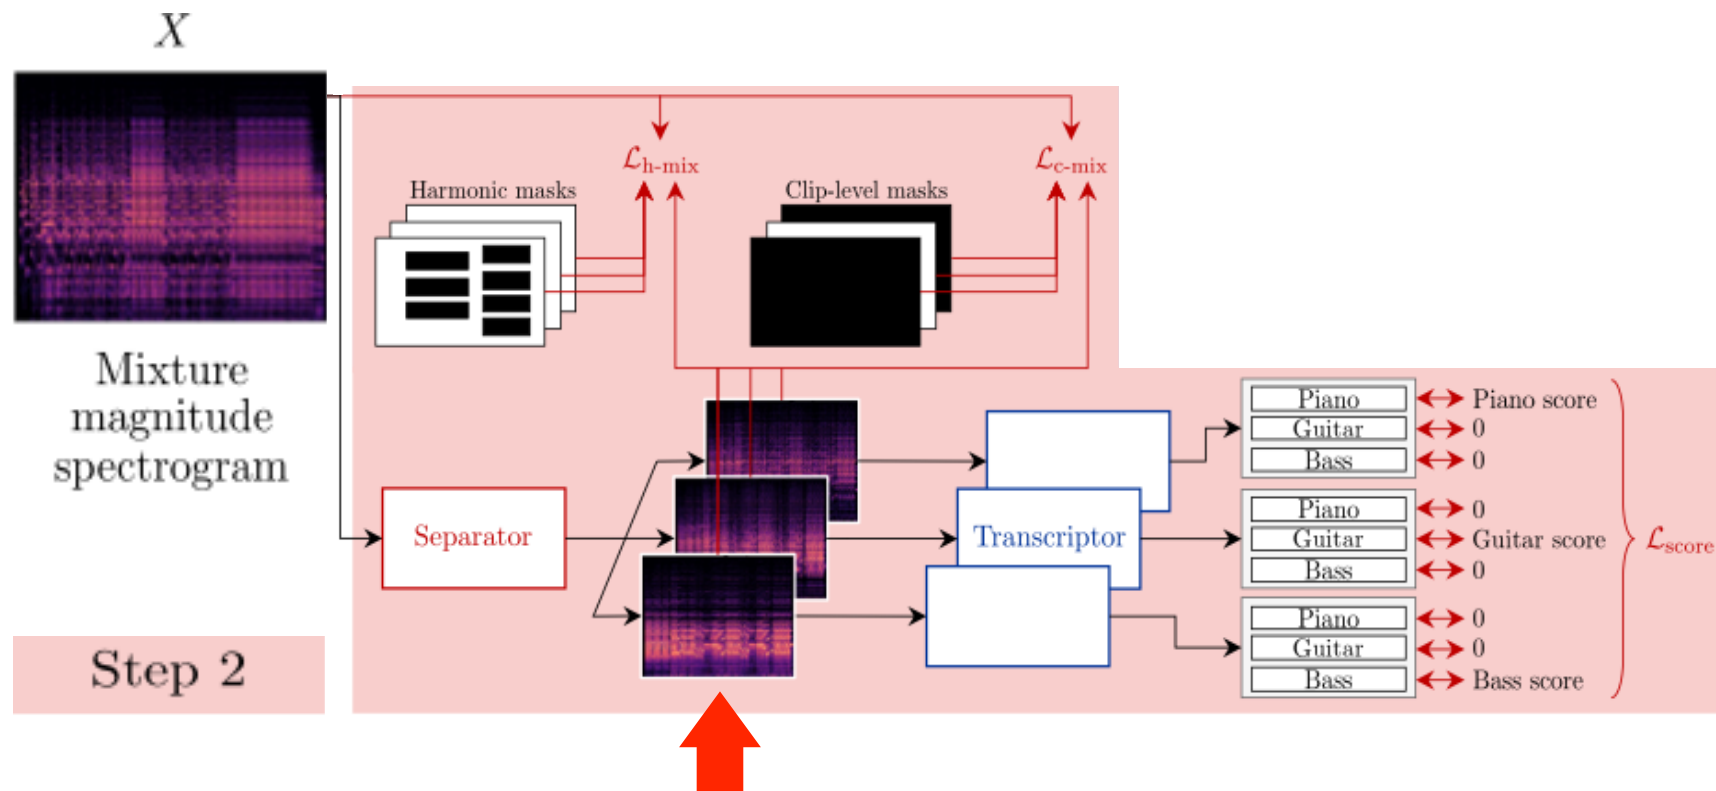 X
Mixture
magnitude
spectrogram
Step 2
ℒh-mix
ℒc-mix
Harmonic masks
Clip-level masks
Separator
Transcriptor
Piano
Piano score
Guitar
0
Bass
0
Piano
0
Guitar
Guitar score
Bass
0
Piano
0
Guitar
0
Bass
Bass score
ℒscore